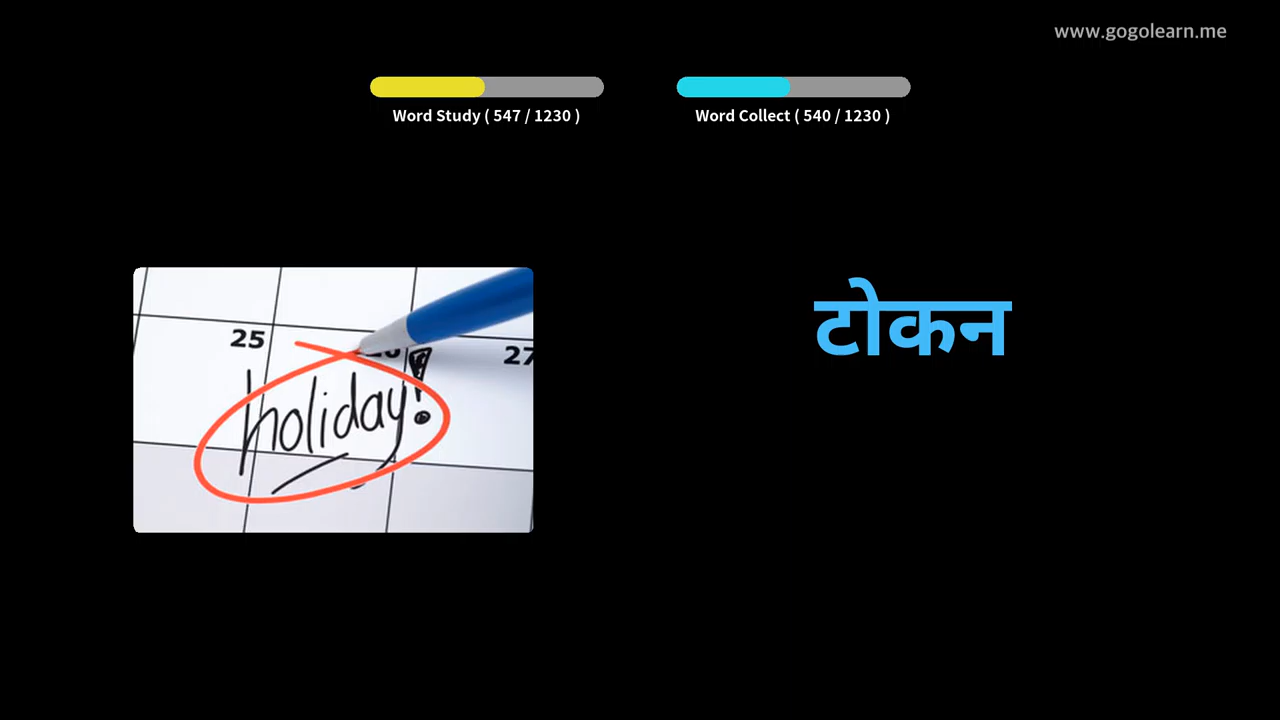 www.gogolearn.me
Word Study ( 547 / 1230 )
Word Collect ( 540 / 1230 )
25
27
holiday!
टोकन